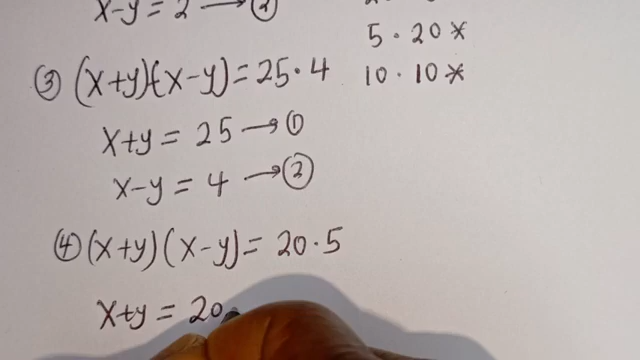 x-y = 2 → ②
5 · 20 *
③ (x+y)(x-y) = 25 · 4
10 · 10 *
x+y = 25 → ①
x-y = 4 → ②
④ (x+y)(x-y) = 20 · 5
x+y = 20